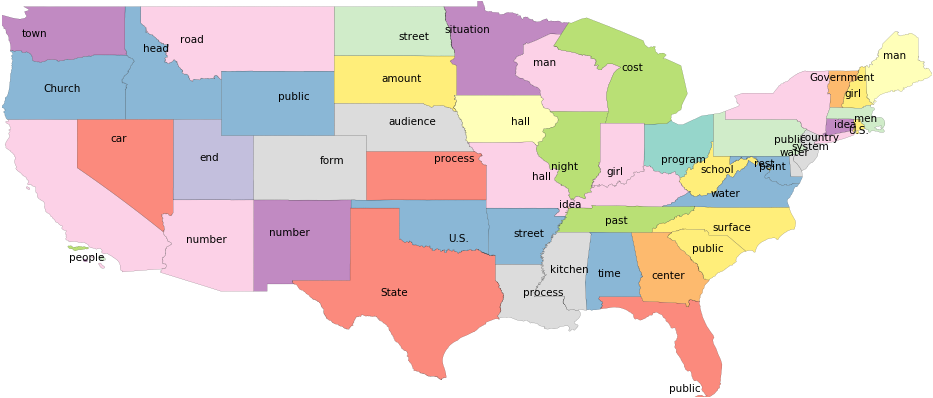 town
head
road
street
situation
man
cost
Government
man
Church
public
amount
girl
car
audience
hall
idea
men
U.S.
public
country
system
water
end
form
process
hall
night
girl
program
school
rest
point
people
number
number
U.S.
street
idea
past
water
surface
public
State
process
kitchen
time
center
public